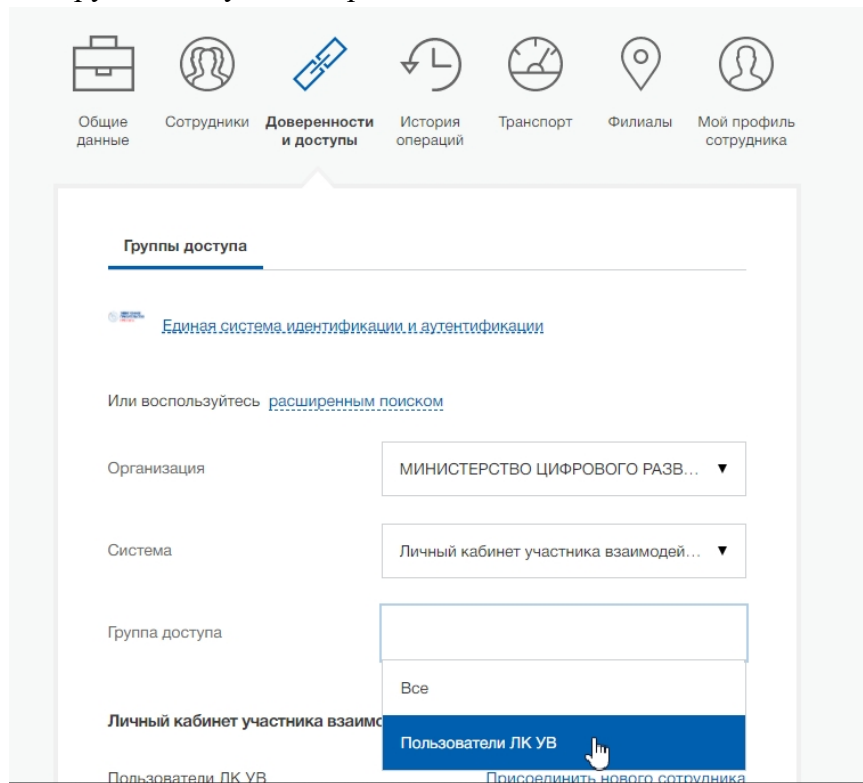 Общие данные
Сотрудники
Доверенности и доступы
История операций
Транспорт
Филиалы
Мой профиль сотрудника
Группы доступа
Единая система идентификации и аутентификации
Или воспользуйтесь расширенным поиском
Организация
МИНИСТЕРСТВО ЦИФРОВОГО РАЗВ...
Система
Личный кабинет участника взаимодей...
Группа доступа
Все
Личный кабинет участника
Пользователи ЛК УВ
Пользователи ЛК УВ
Присоединить нового сотрудника